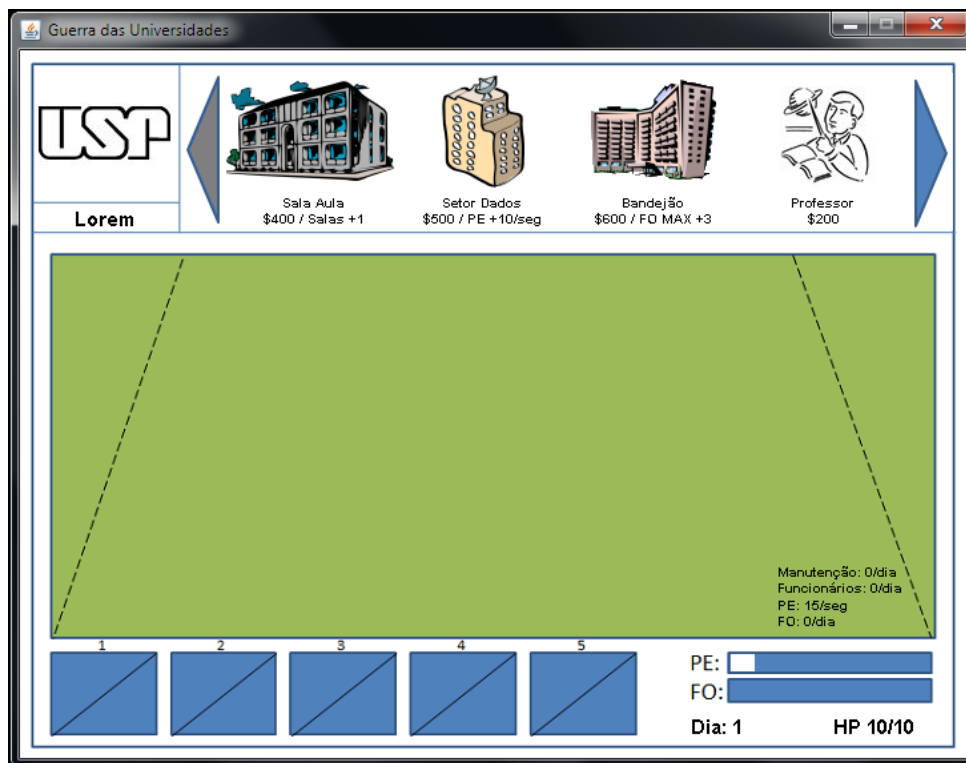 Guerra das Universidades
USP
Lorem
Sala Aula
$400 / Salas +1
Setor Dados
$500 / PE +10/seg
Bandejão
$600 / FO MAX +3
Professor
$200
Manutenção: 0/dia
Funcionários: 0/dia
PE: 15/seg
FO: 0/dia
1 2 3 4 5
PE:
FO:
Dia: 1 HP 10/10